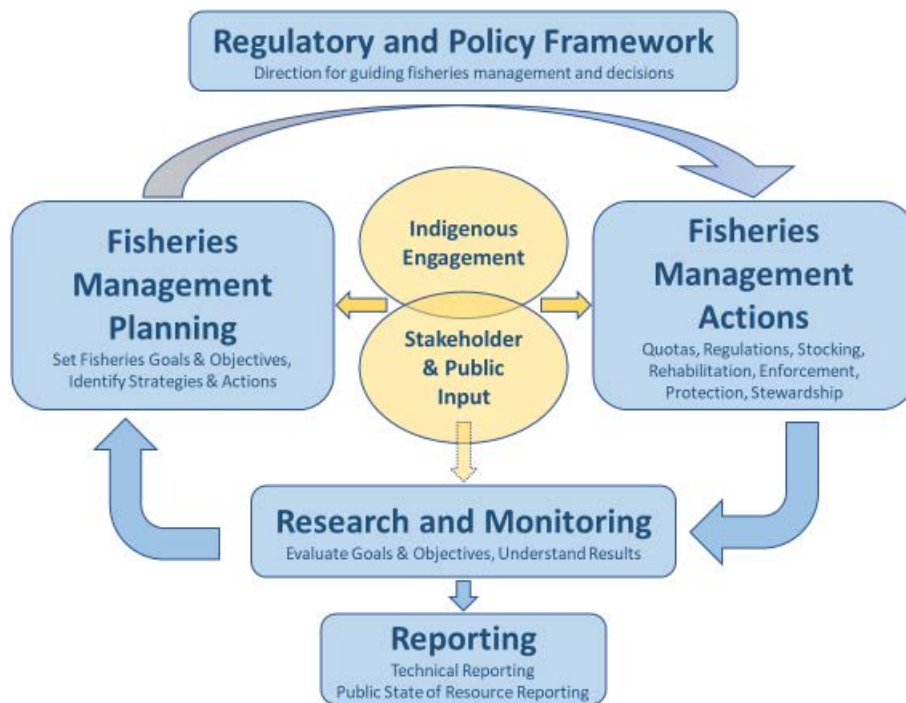 Regulatory and Policy Framework
Direction for guiding fisheries management and decisions
Fisheries
Management
Planning
Set Fisheries Goals & Objectives,
Identify Strategies & Actions
Indigenous
Engagement
Stakeholder
& Public
Input
Fisheries
Management
Actions
Quotas, Regulations, Stocking,
Rehabilitation, Enforcement,
Protection, Stewardship
Research and Monitoring
Evaluate Goals & Objectives, Understand Results
Reporting
Technical Reporting
Public State of Resource Reporting